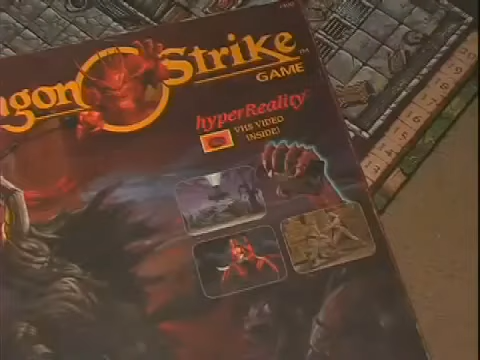 gon Strike
GAME
hyperReality
VHS VIDEO
INSIDE!